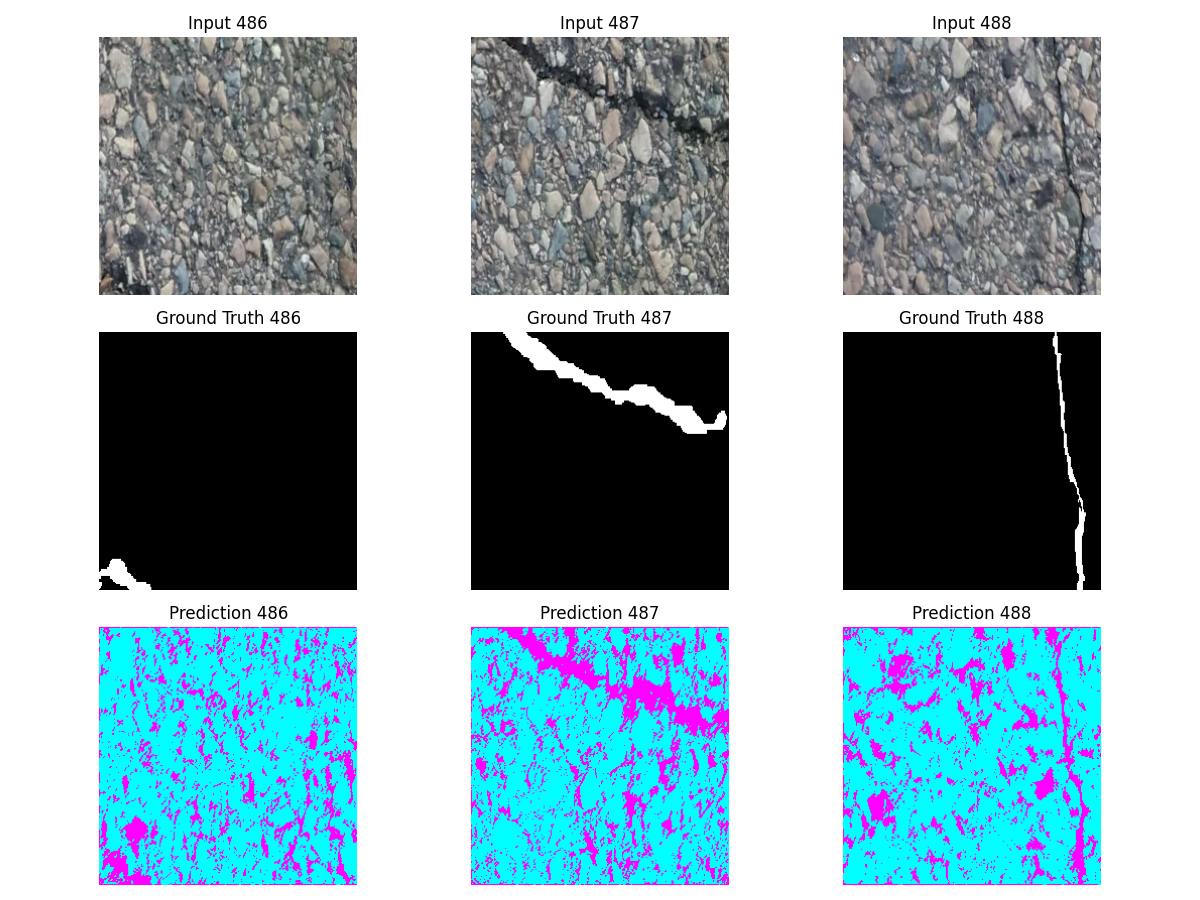 Input 486
Input 487
Input 488
Ground Truth 486
Ground Truth 487
Ground Truth 488
Prediction 486
Prediction 487
Prediction 488